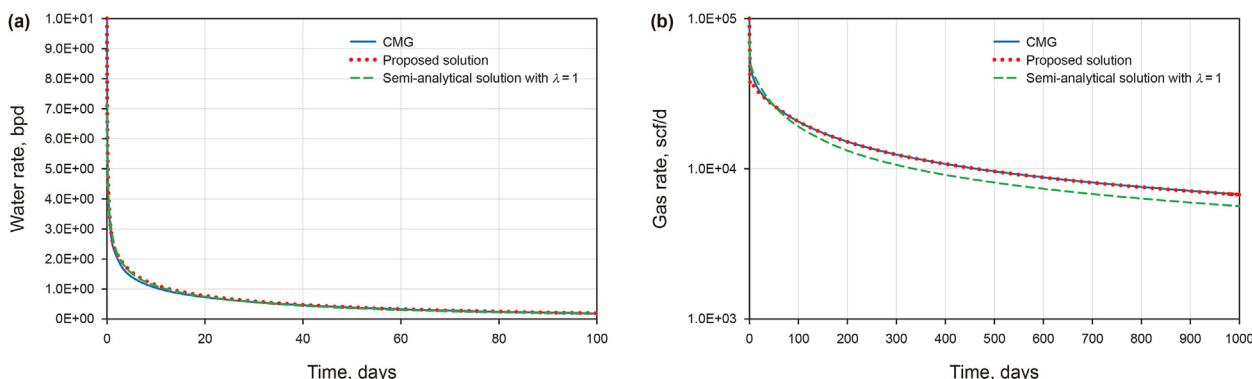 (a)
1.0E+01
9.0E+00
8.0E+00
7.0E+00
6.0E+00
5.0E+00
4.0E+00
3.0E+00
2.0E+00
1.0E+00
0E+00
Water rate, bpd
CMG
Proposed solution
Semi-analytical solution with λ = 1
0 20 40 60 80 100
Time, days
(b)
1.0E+05
1.0E+04
1.0E+03
Gas rate, scf/d
CMG
Proposed solution
Semi-analytical solution with λ = 1
0 100 200 300 400 500 600 700 800 900 1000
Time, days